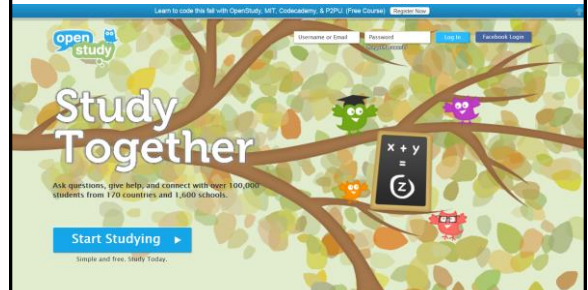 Learn to code this fall with OpenStudy, MIT, Codecademy, & P2PU. (Free Course) Register Now
open
study
Username or Email Password Log In Facebook Login
Study
Together
x + y
=
z
Ask questions, give help, and connect with over 100,000
students from 170 countries and 1,600 schools.
Start Studying
Simple and free. Study Today.